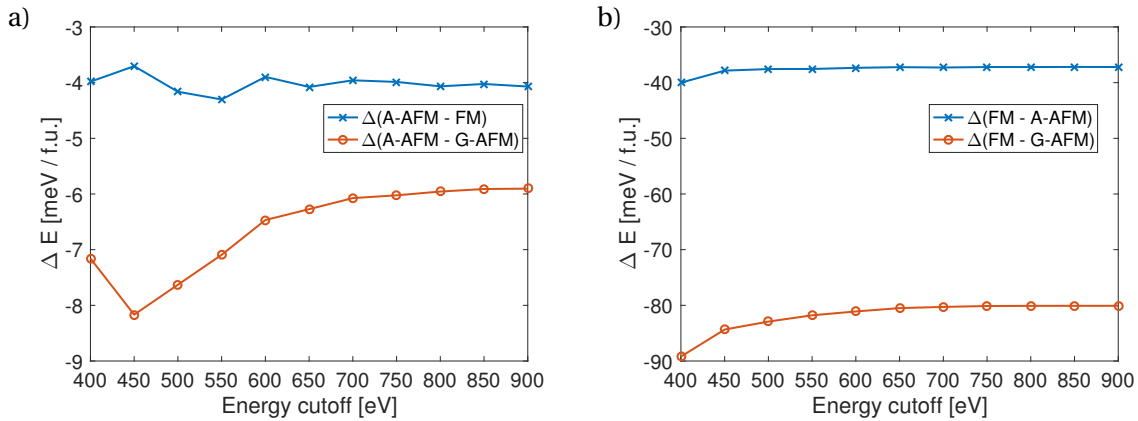 a)
-3
-4
-5
-6
-7
-8
-9
Δ E [meV / f.u.]
Δ(A-AFM - FM)
Δ(A-AFM - G-AFM)
400 450 500 550 600 650 700 750 800 850 900
Energy cutoff [eV]
b)
-30
-40
-50
-60
-70
-80
-90
Δ E [meV / f.u.]
Δ(FM - A-AFM)
Δ(FM - G-AFM)
400 450 500 550 600 650 700 750 800 850 900
Energy cutoff [eV]